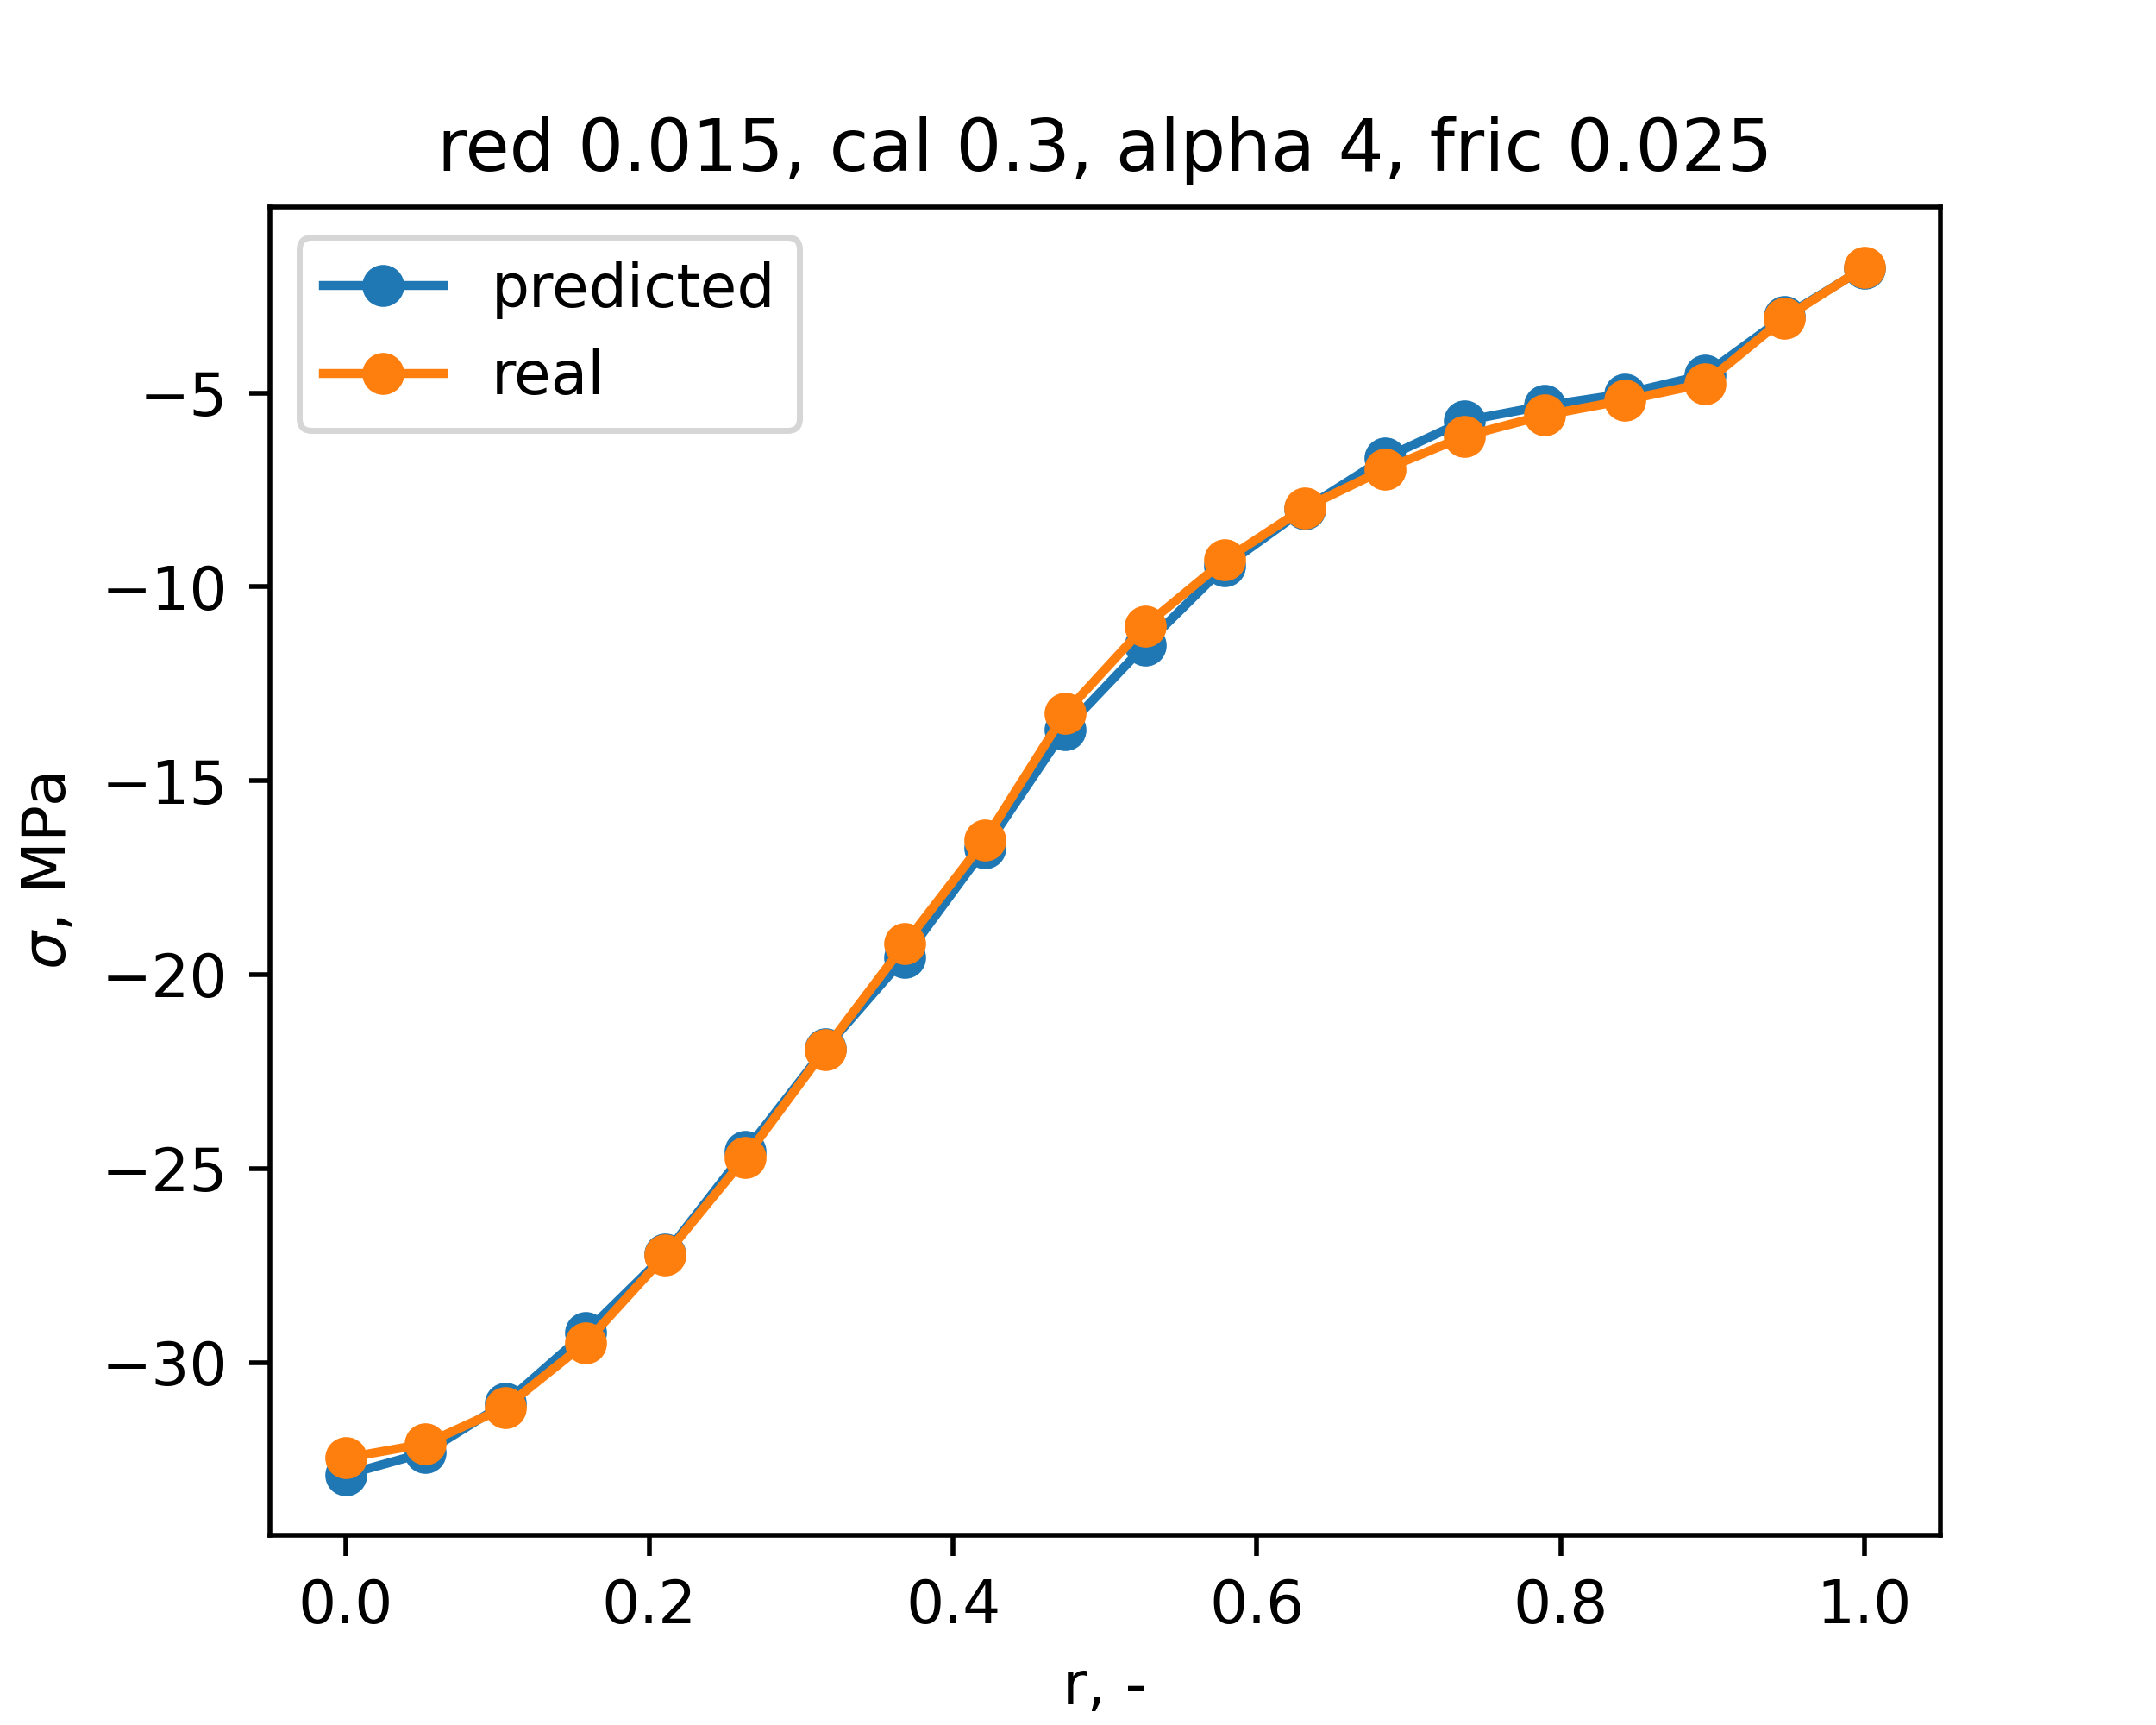 red 0.015, cal 0.3, alpha 4, fric 0.025
predicted
real
−5
−10
−15
−20
−25
−30
σ, MPa
0.0 0.2 0.4 0.6 0.8 1.0
r, -